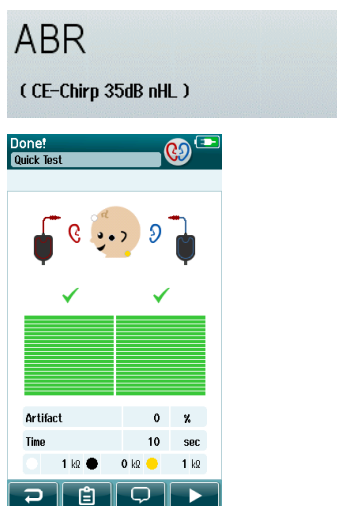 ABR
( CE-Chirp 35dB nHL )
Done!
Quick Test
Artifact 0 %
Time 10 sec
1 kΩ 0 kΩ 1 kΩ